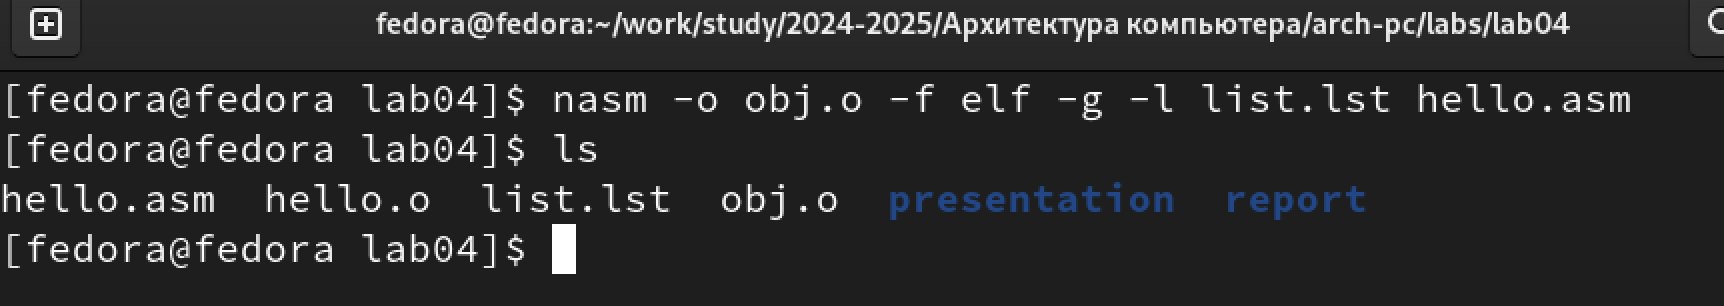 fedora@fedora:~/work/study/2024-2025/Архитектура компьютера/arch-pc/labs/lab04
[fedora@fedora lab04]$ nasm -o obj.o -f elf -g -l list.lst hello.asm
[fedora@fedora lab04]$ ls
hello.asm  hello.o  list.lst  obj.o  presentation  report
[fedora@fedora lab04]$